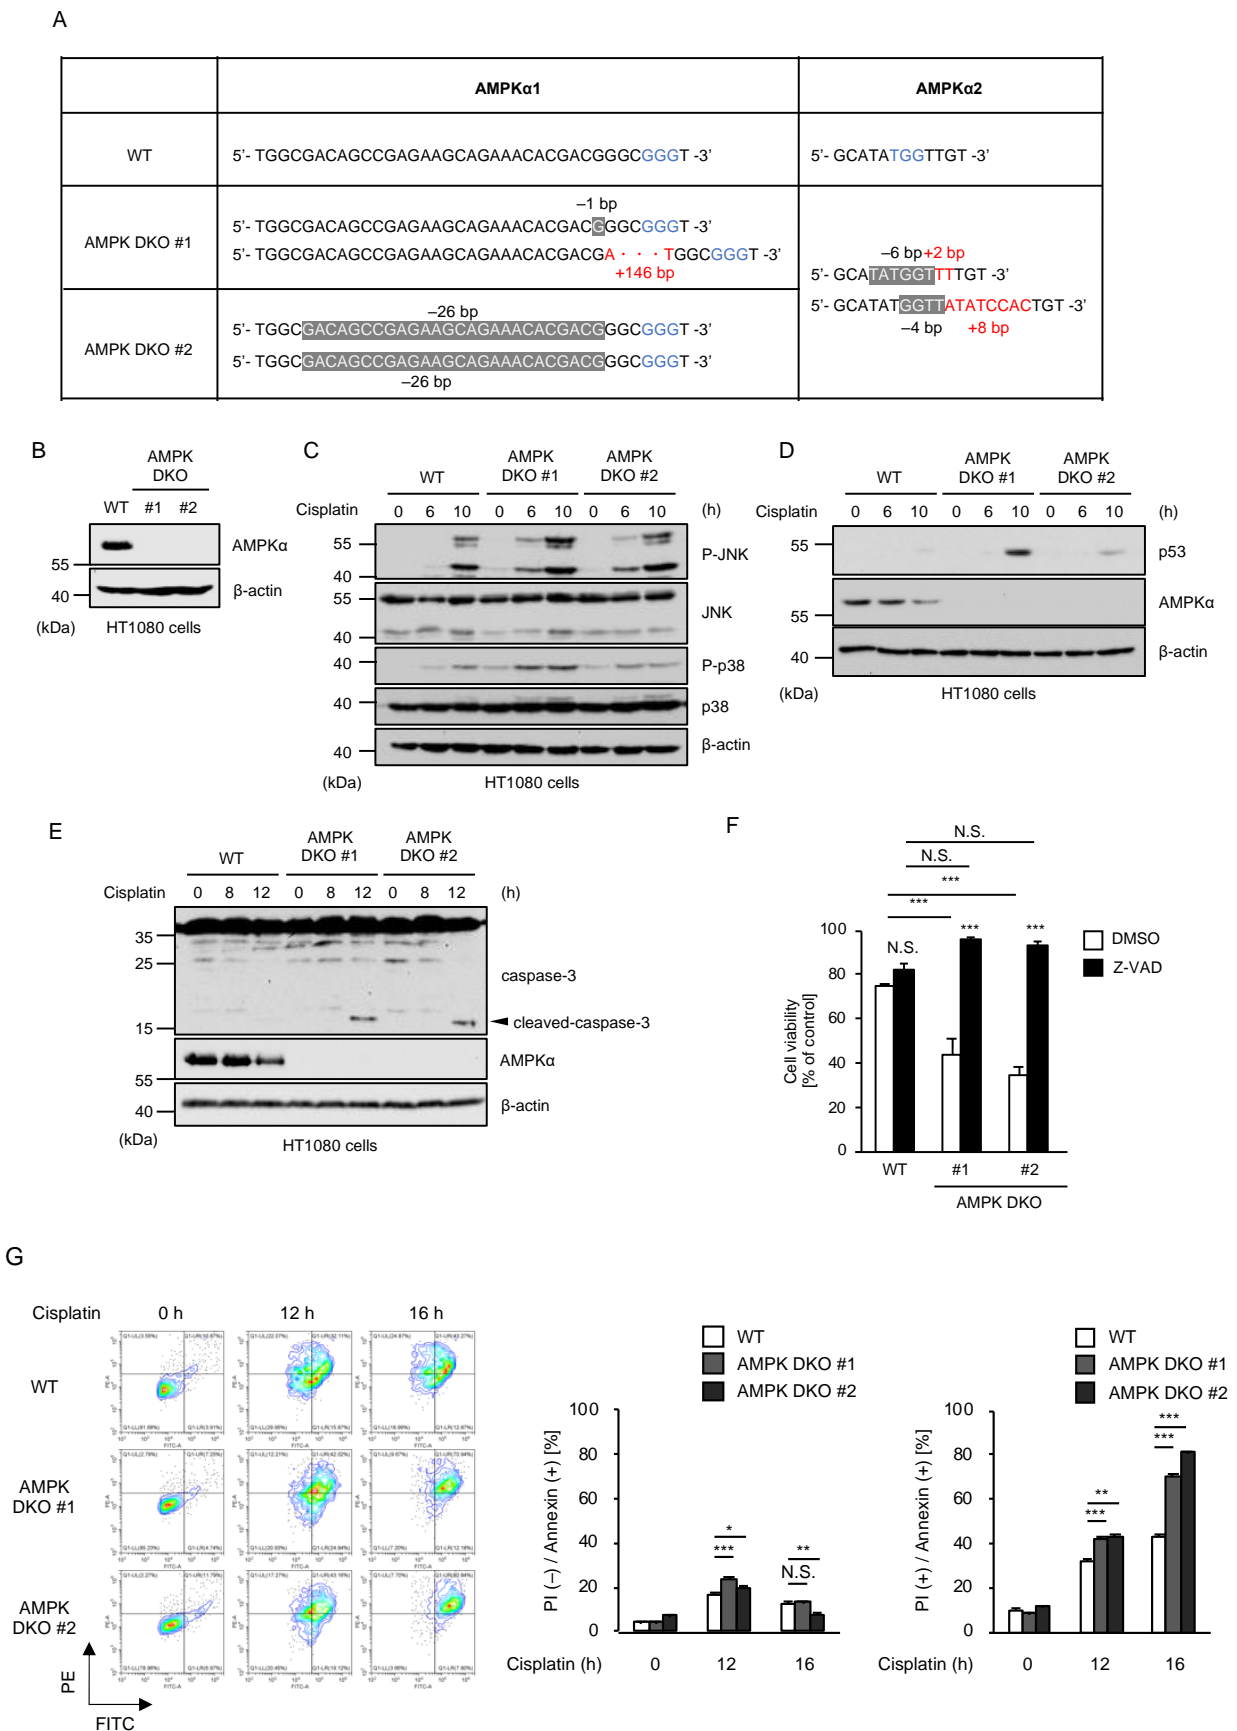 A
AMPKα1
AMPKα2
WT
5’- TGGCGACAGCCGAGAAGCAGAAACACGACGGGCGGGT -3’
5’- GCATATGGTTGT -3’
AMPK DKO #1
–1 bp
5’- TGGCGACAGCCGAGAAGCAGAAACACGACGGGCGGGT -3’
5’- TGGCGACAGCCGAGAAGCAGAAACACGACGA・・・TGGCGGGT -3’
+146 bp
–6 bp+2 bp
5’- GCATATGGTTTTGT -3’
5’- GCATATGGTTATATCCACTGT -3’
–4 bp +8 bp
AMPK DKO #2
–26 bp
5’- TGGCGACAGCCGAGAAGCAGAAACACGACGGGCGGGT -3’
5’- TGGCGACAGCCGAGAAGCAGAAACACGACGGGCGGGT -3’
–26 bp
B
AMPK
DKO
WT #1 #2
AMPKα
55
β-actin
40
(kDa)
HT1080 cells
C
WT
AMPK
DKO #1
AMPK
DKO #2
Cisplatin 0 6 10 0 6 10 0 6 10 (h)
55
P-JNK
40
55
JNK
40
40
P-p38
40
p38
40
β-actin
(kDa)
HT1080 cells
D
WT
AMPK
DKO #1
AMPK
DKO #2
Cisplatin 0 6 10 0 6 10 0 6 10 (h)
55
p53
AMPKα
55
40
β-actin
(kDa)
HT1080 cells
E
WT
AMPK
DKO #1
AMPK
DKO #2
Cisplatin 0 8 12 0 8 12 0 8 12 (h)
35
25
caspase-3
15
cleaved-caspase-3
AMPKα
55
40
β-actin
(kDa)
HT1080 cells
F
N.S.
N.S.
***
***
N.S. *** ***
DMSO
Z-VAD
Cell viability
[% of control]
100
80
60
40
20
0
WT #1 #2
AMPK DKO
G
Cisplatin 0 h 12 h 16 h
WT
AMPK
DKO #1
AMPK
DKO #2
PE
FITC
WT
AMPK DKO #1
AMPK DKO #2
PI (–) / Annexin (+) [%]
100
80
60
40
20
0
*
***
**
N.S.
Cisplatin (h) 0 12 16
WT
AMPK DKO #1
AMPK DKO #2
PI (+) / Annexin (+) [%]
100
80
60
40
20
0
**
***
***
***
Cisplatin (h) 0 12 16